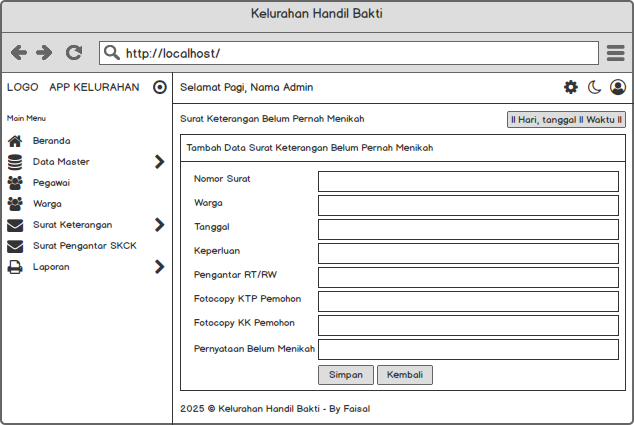 Kelurahan Handil Bakti
http://localhost/
LOGO APP KELURAHAN
Selamat Pagi, Nama Admin
Main Menu
Beranda
Data Master
Pegawai
Warga
Surat Keterangan
Surat Pengantar SKCK
Laporan
Surat Keterangan Belum Pernah Menikah
|| Hari, tanggal || Waktu ||
Tambah Data Surat Keterangan Belum Pernah Menikah
Nomor Surat
Warga
Tanggal
Keperluan
Pengantar RT/RW
Fotocopy KTP Pemohon
Fotocopy KK Pemohon
Pernyataan Belum Menikah
Simpan Kembali
2025 © Kelurahan Handil Bakti - By Faisal